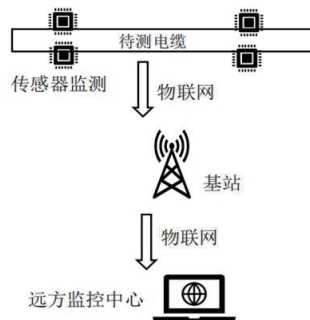 待测电缆
传感器监测
物联网
基站
物联网
远方监控中心